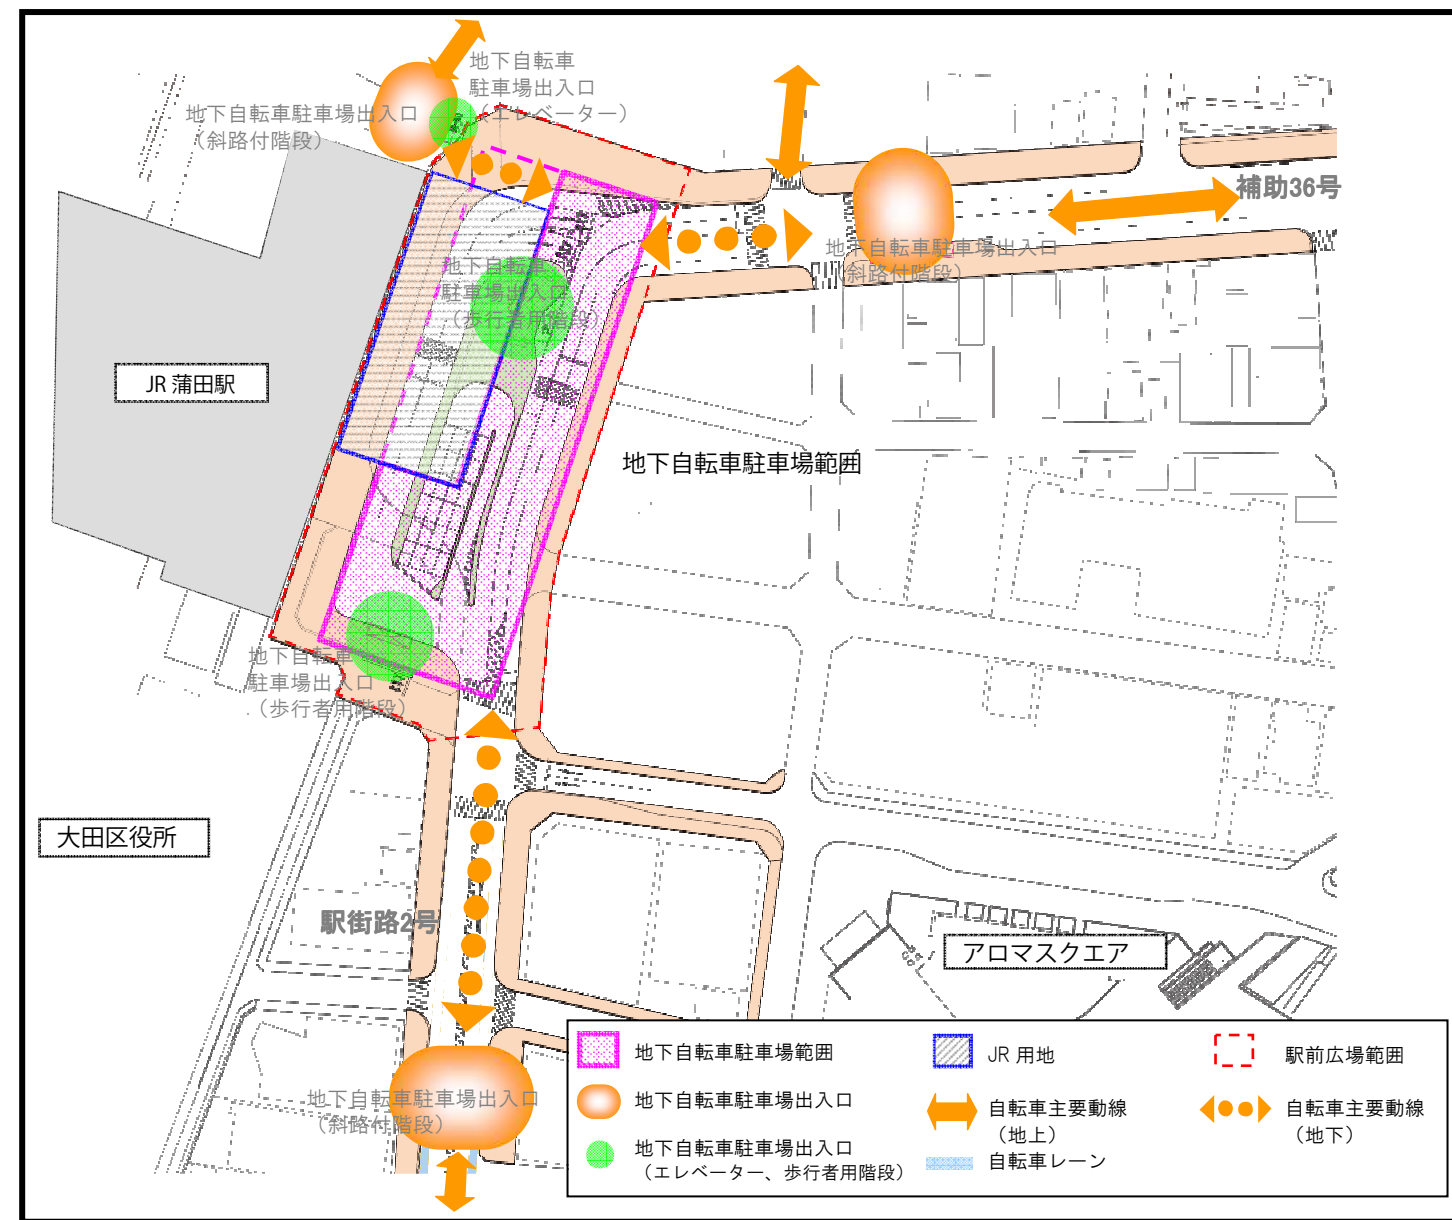 地下自転車
駐車場出入口
（エレベーター）
地下自転車駐車場出入口
（斜路付階段）
補助36号
地下自転車駐車場出入口
（斜路付階段）
地下自転車
駐車場出入口
（歩行者用階段）
JR 蒲田駅
地下自転車駐車場範囲
地下自転車
駐車場出入口
（歩行者用階段）
大田区役所
駅街路2号
アロマスクエア
地下自転車駐車場出入口
（斜路付階段）
地下自転車駐車場範囲
JR 用地
駅前広場範囲
地下自転車駐車場出入口
自転車主要動線
（地上）
自転車主要動線
（地下）
地下自転車駐車場出入口
（エレベーター、歩行者用階段）
自転車レーン